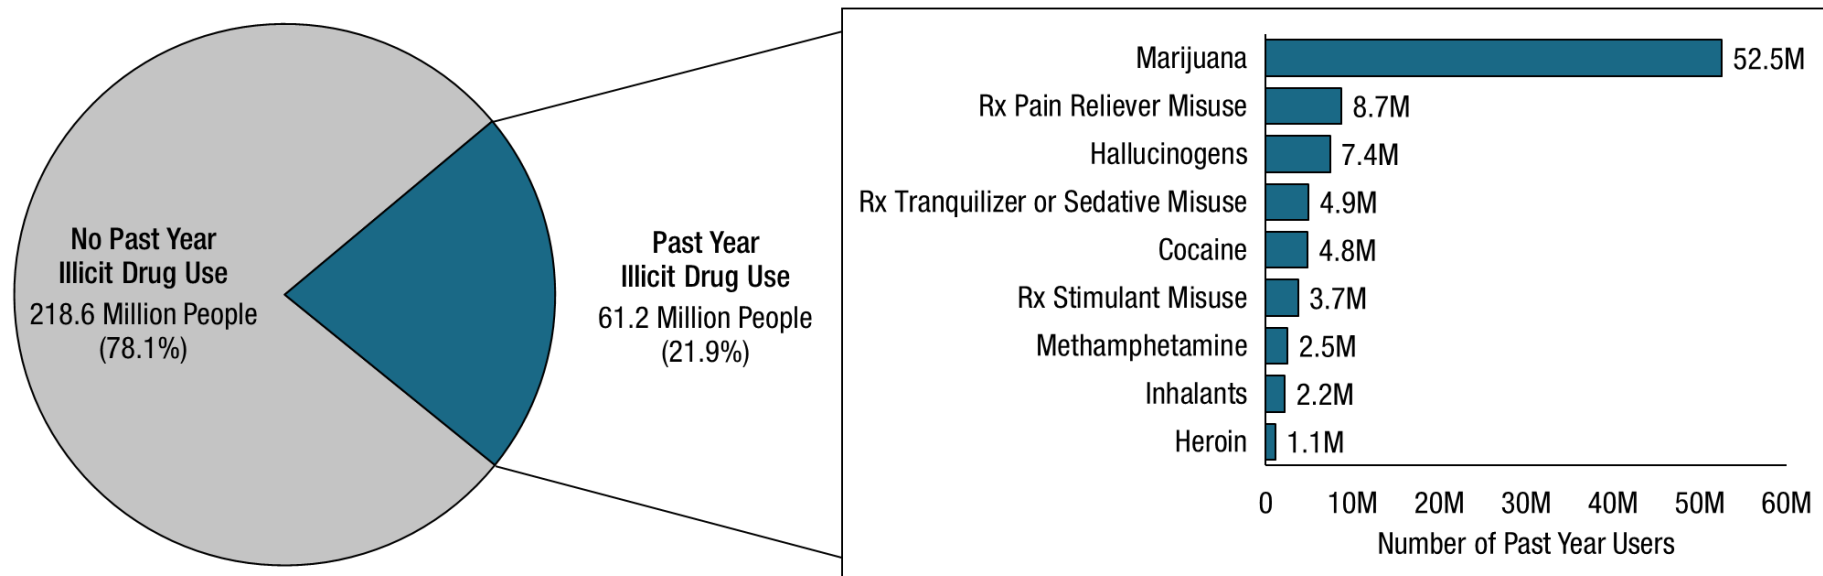 No Past Year
Illicit Drug Use
218.6 Million People
(78.1%)
Past Year
Illicit Drug Use
61.2 Million People
(21.9%)
Marijuana 52.5M
Rx Pain Reliever Misuse 8.7M
Hallucinogens 7.4M
Rx Tranquilizer or Sedative Misuse 4.9M
Cocaine 4.8M
Rx Stimulant Misuse 3.7M
Methamphetamine 2.5M
Inhalants 2.2M
Heroin 1.1M
0 10M 20M 30M 40M 50M 60M
Number of Past Year Users